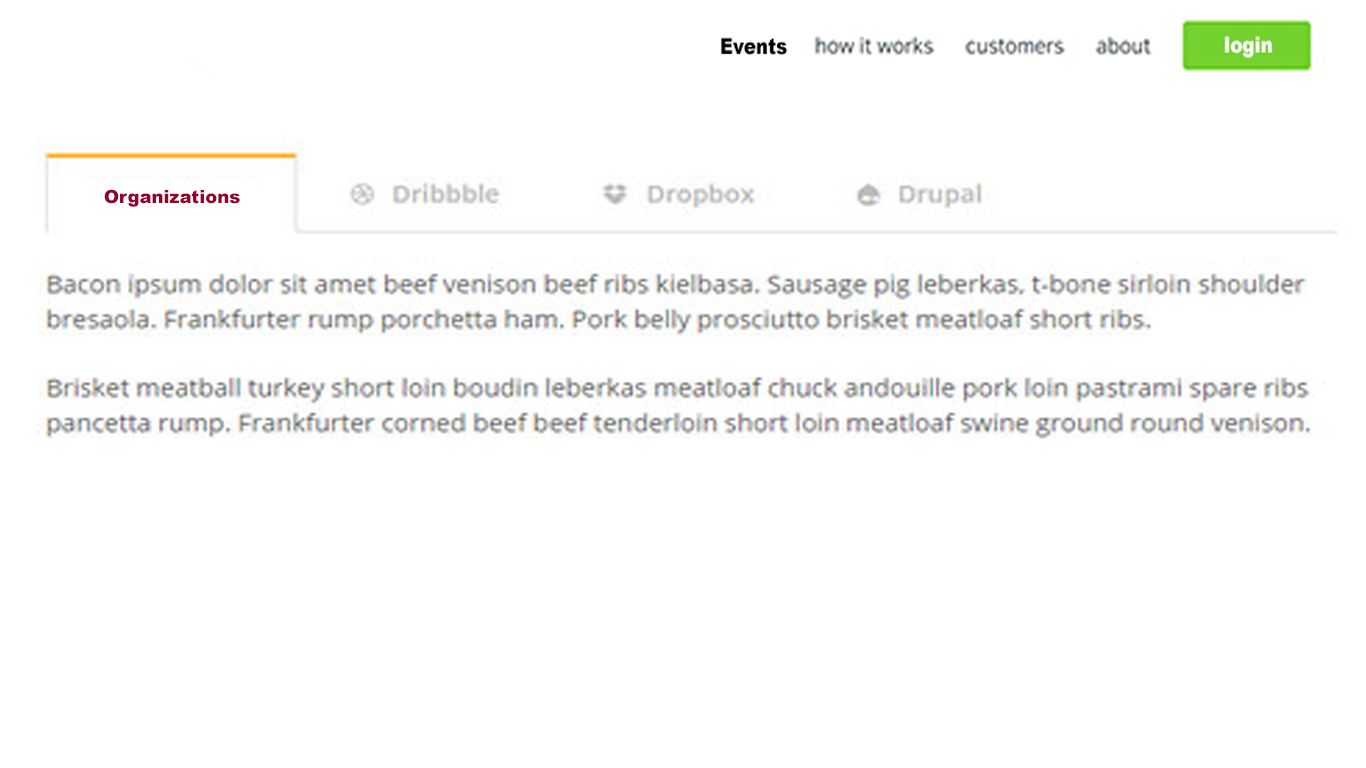 Events how it works customers about login
Organizations Dribbble Dropbox Drupal
Bacon ipsum dolor sit amet beef venison beef ribs kielbasa. Sausage pig leberkas, t-bone sirloin shoulder
bresaola. Frankfurter rump porchetta ham. Pork belly prosciutto brisket meatloaf short ribs.
Brisket meatball turkey short loin boudin leberkas meatloaf chuck andouille pork loin pastrami spare ribs
pancetta rump. Frankfurter corned beef beef tenderloin short loin meatloaf swine ground round venison.